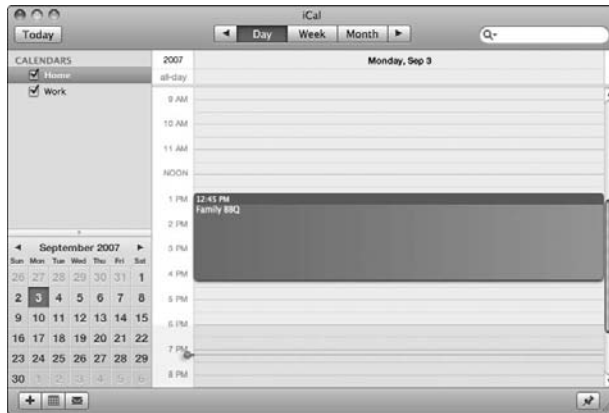 iCal
Today
Day Week Month
CALENDARS
Home
Work
2007 Monday, Sep 3
all-day
9 AM
10 AM
11 AM
NOON
1 PM
12:45 PM
Family BBQ
2 PM
3 PM
4 PM
5 PM
6 PM
7 PM
8 PM
September 2007
Sun Mon Tue Wed Thu Fri Sat
26 27 28 29 30 31 1
2 3 4 5 6 7 8
9 10 11 12 13 14 15
16 17 18 19 20 21 22
23 24 25 26 27 28 29
30 1 2 3 4 5 6